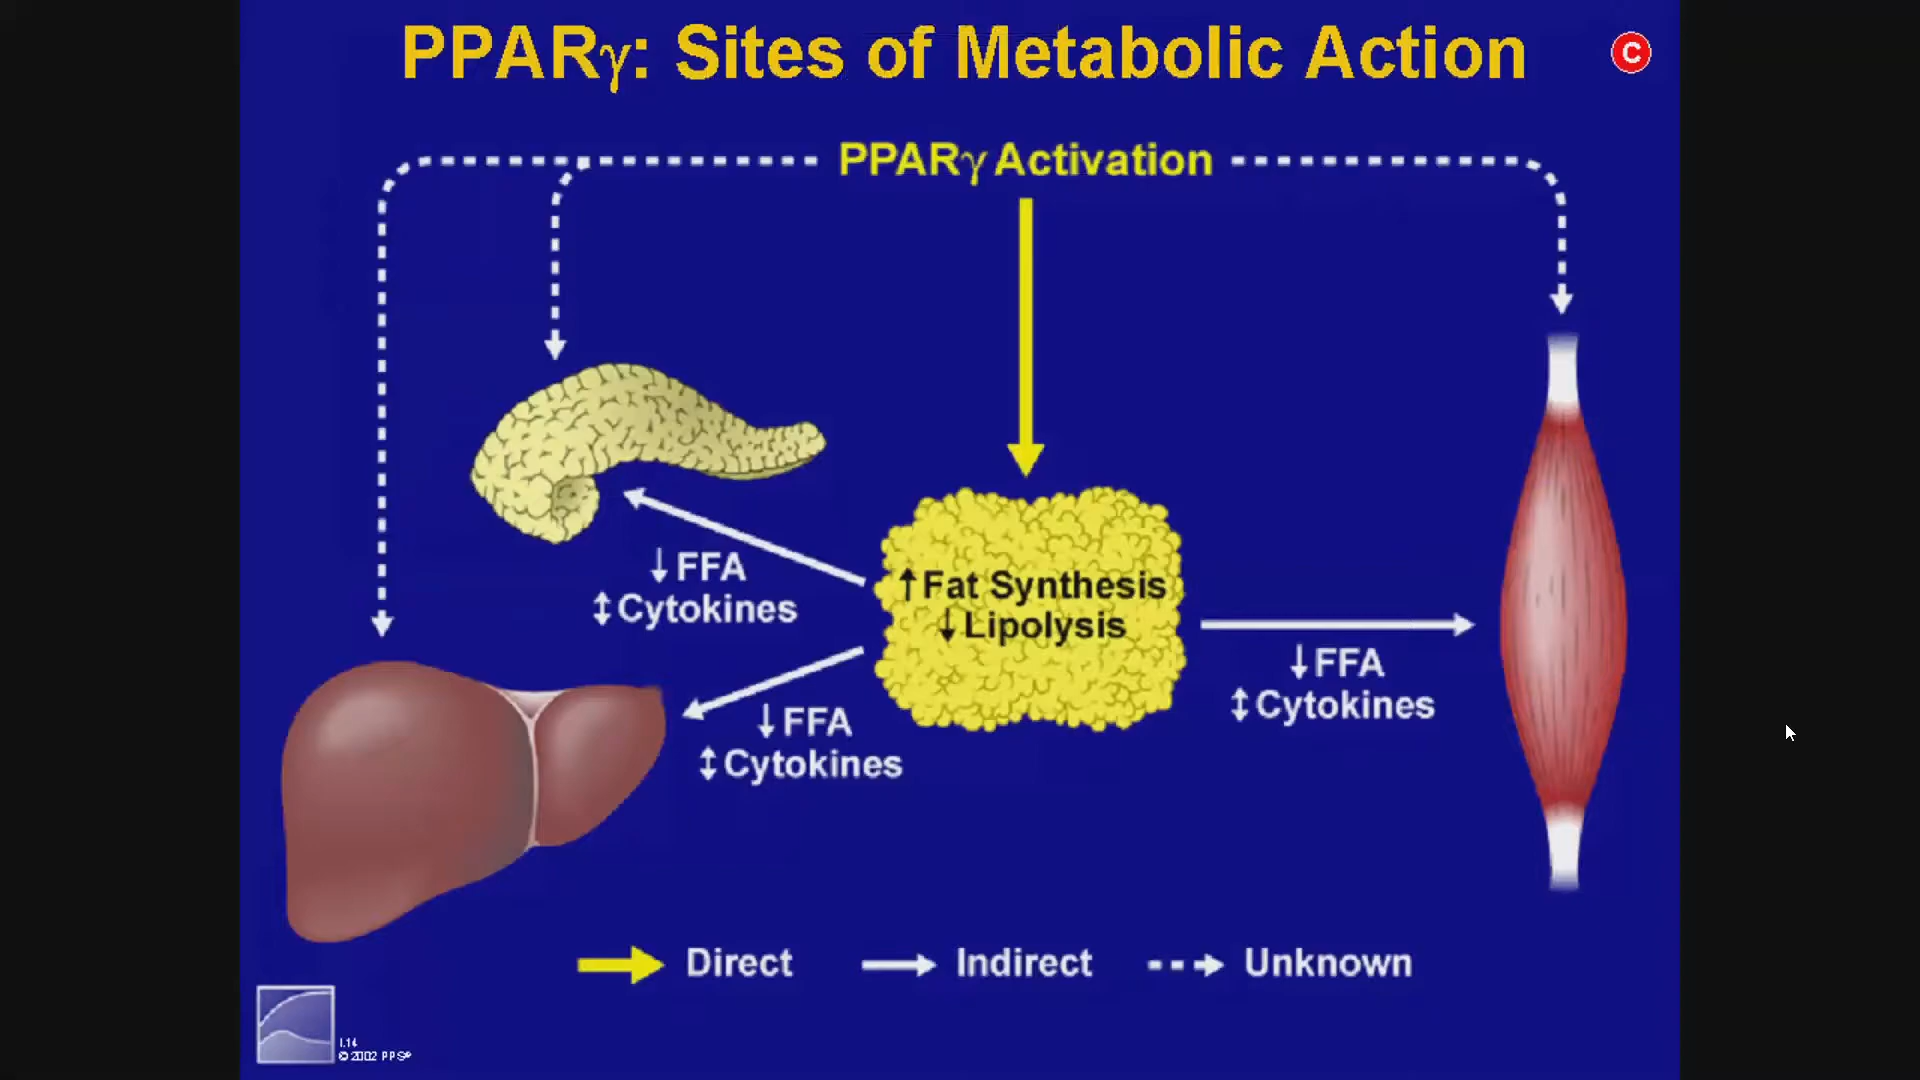 PPARγ: Sites of Metabolic Action
C
PPARγ Activation
↓FFA
↕Cytokines
↑Fat Synthesis
↓Lipolysis
↓FFA
↕Cytokines
↓FFA
↕Cytokines
Direct
Indirect
Unknown
I.14
© 2002 PPS®